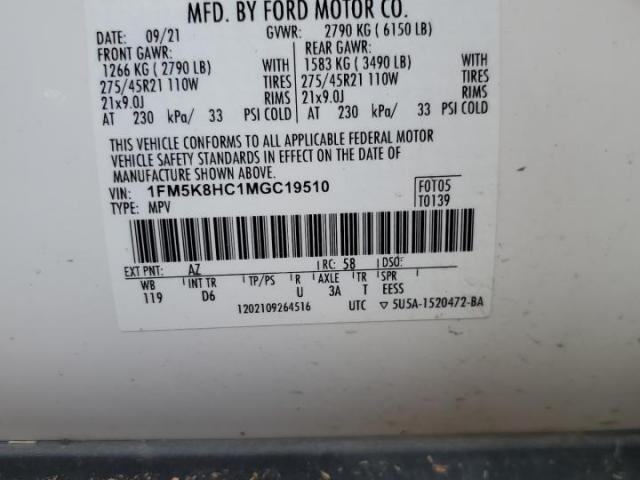 MFD. BY FORD MOTOR CO.
DATE: 09/21 GVWR: 2790 KG ( 6150 LB)
FRONT GAWR: REAR GAWR:
1266 KG ( 2790 LB) WITH 1583 KG ( 3490 LB) WITH
275/45R21 110W TIRES 275/45R21 110W TIRES
21x9.0J RIMS 21x9.0J RIMS
AT 230 kPa/ 33 PSI COLD AT 230 kPa/ 33 PSI COLD
THIS VEHICLE CONFORMS TO ALL APPLICABLE FEDERAL MOTOR
VEHICLE SAFETY STANDARDS IN EFFECT ON THE DATE OF
MANUFACTURE SHOWN ABOVE.
VIN: 1FM5K8HC1MGC19510 F0T05
TYPE: MPV T0139
EXT PNT: AZ RC: 58 DSO:
WB INT TR TP/PS R AXLE TR SPR
119 D6 U 3A T EESS
1202109264516 UTC ▽ 5U5A-1520472-BA